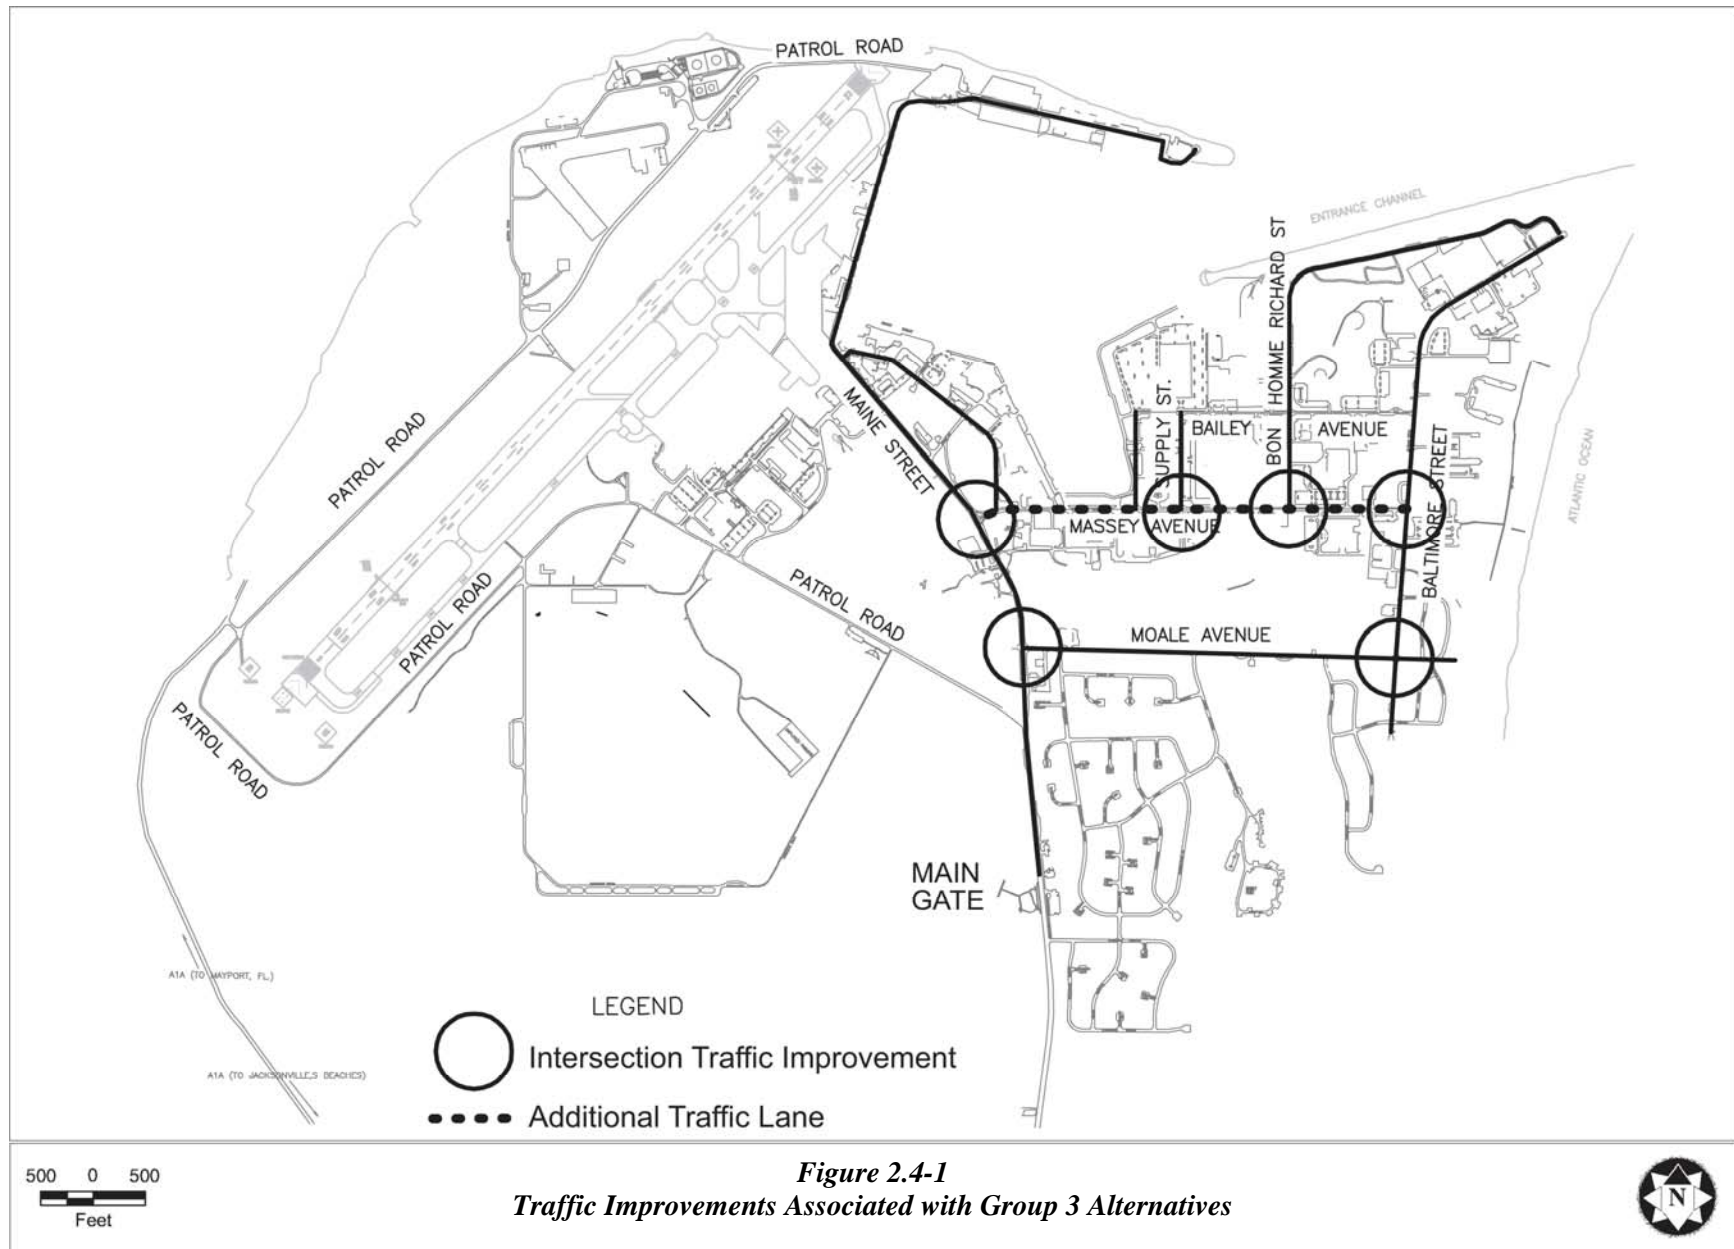 PATROL ROAD
ENTRANCE CHANNEL
BON HOMME RICHARD ST
SUPPLY ST.
MAINE STREET
BAILEY AVENUE
PATROL ROAD
BALTIMORE STREET
ATLANTIC OCEAN
MASSEY AVENUE
PATROL ROAD
PATROL ROAD
MOALE AVENUE
PATROL ROAD
MAIN
GATE
A1A (TO MAYPORT, FL.)
A1A (TO JACKSONVILLE,S BEACHES)
LEGEND
Intersection Traffic Improvement
Additional Traffic Lane
500 0 500
Feet
Figure 2.4-1
Traffic Improvements Associated with Group 3 Alternatives
N